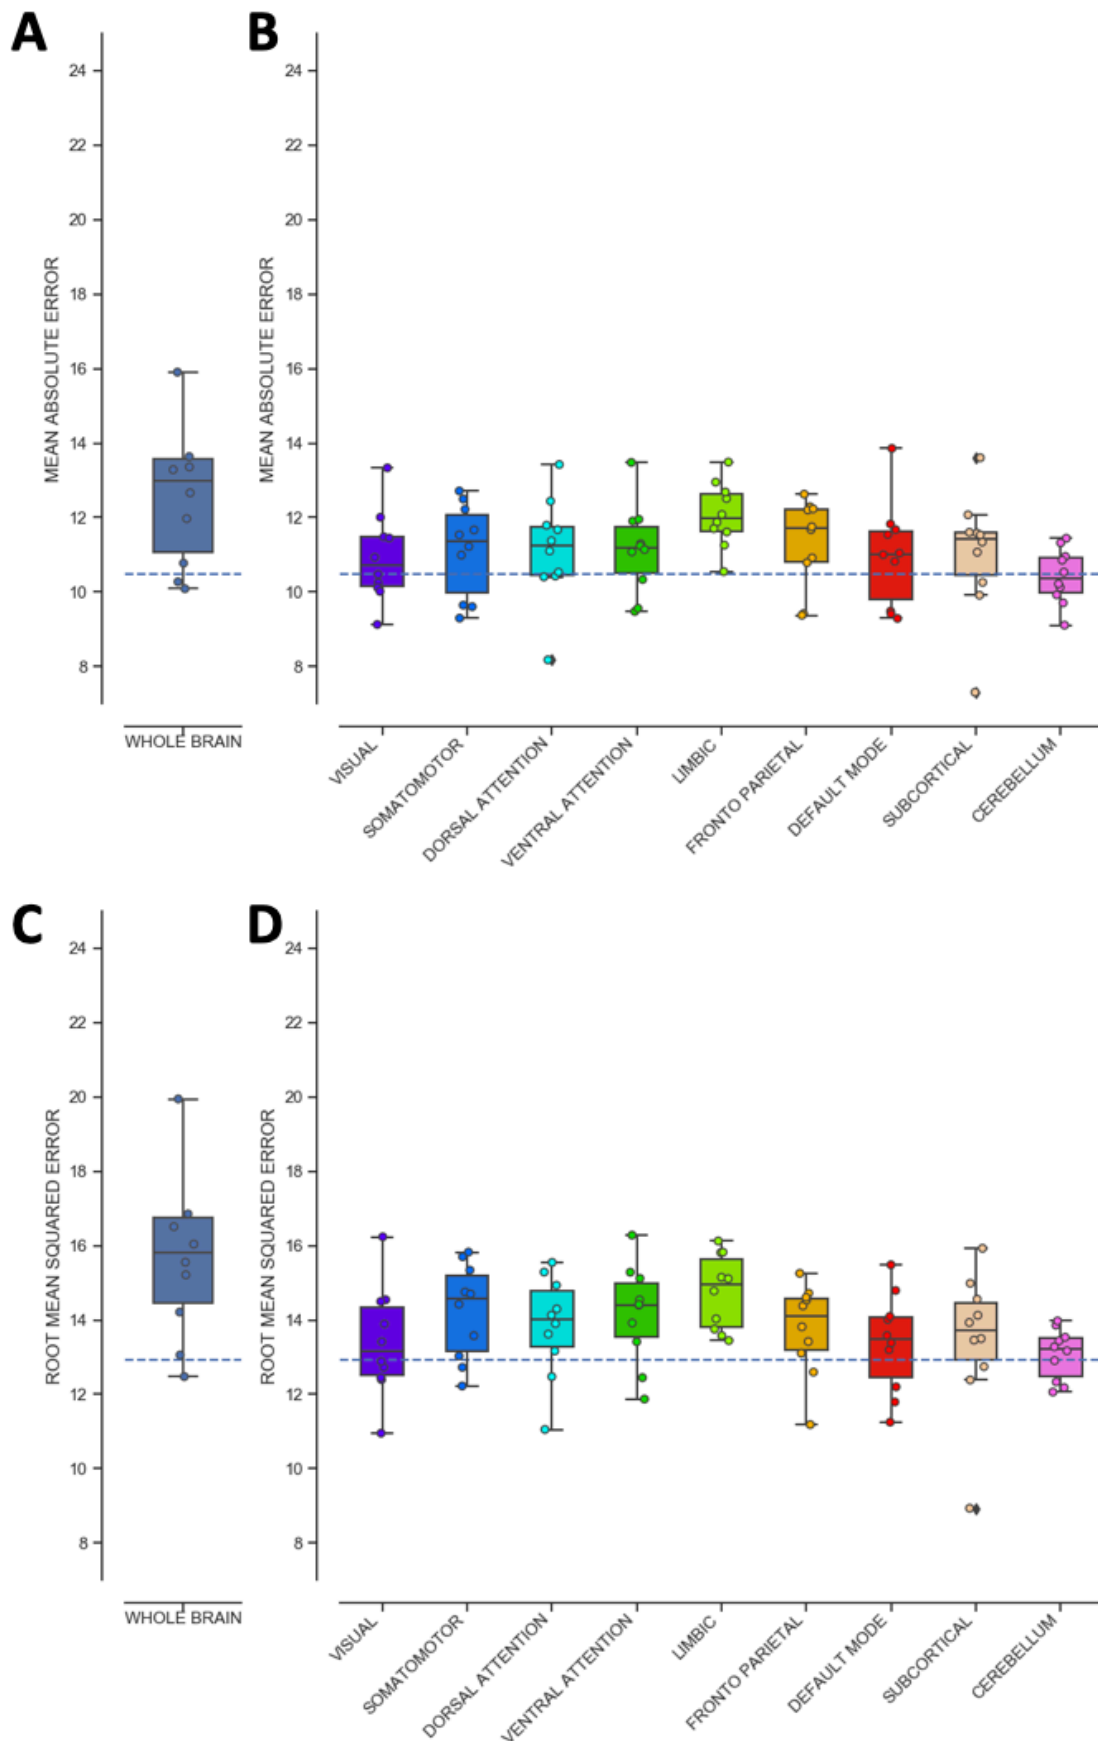 A
B
24
22
20
18
16
14
12
10
8
MEAN ABSOLUTE ERROR
WHOLE BRAIN
24
22
20
18
16
14
12
10
8
MEAN ABSOLUTE ERROR
VISUAL
SOMATOMOTOR
DORSAL ATTENTION
VENTRAL ATTENTION
LIMBIC
FRONTO PARIETAL
DEFAULT MODE
SUBCORTICAL
CEREBELLUM
C
D
24
22
20
18
16
14
12
10
8
ROOT MEAN SQUARED ERROR
WHOLE BRAIN
24
22
20
18
16
14
12
10
8
ROOT MEAN SQUARED ERROR
VISUAL
SOMATOMOTOR
DORSAL ATTENTION
VENTRAL ATTENTION
LIMBIC
FRONTO PARIETAL
DEFAULT MODE
SUBCORTICAL
CEREBELLUM